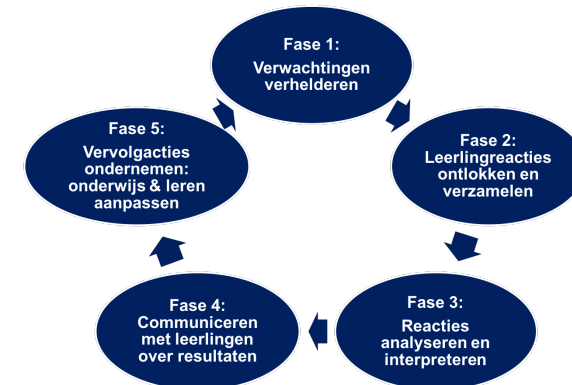 Fase 1:
Verwachtingen
verhelderen
Fase 2:
Leerlingreacties
ontlokken en
verzamelen
Fase 3:
Reacties
analyseren en
interpreteren
Fase 4:
Communiceren
met leerlingen
over resultaten
Fase 5:
Vervolgacties
ondernemen:
onderwijs & leren
aanpassen